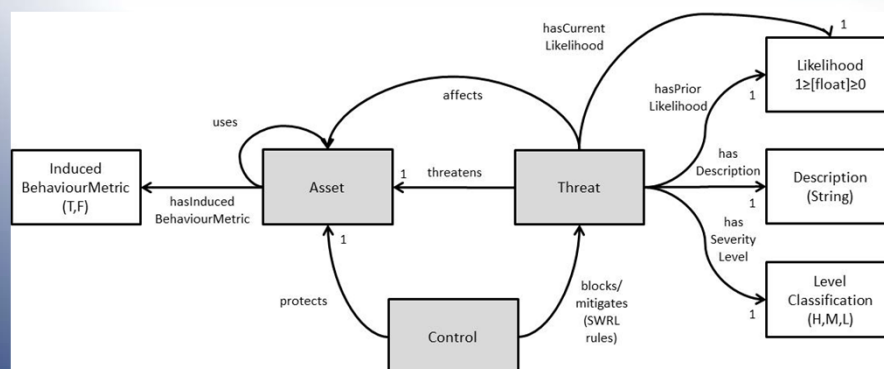 hasCurrent
Likelihood
1
Likelihood
1≥[float]≥0
hasPrior
Likelihood
1
affects
uses
Induced
BehaviourMetric
(T,F)
hasInduced
BehaviourMetric
Asset
1
threatens
Threat
has
Description
1
Description
(String)
has
Severity
Level
1
Level
Classification
(H,M,L)
1
protects
blocks/
mitigates
(SWRL
rules)
Control